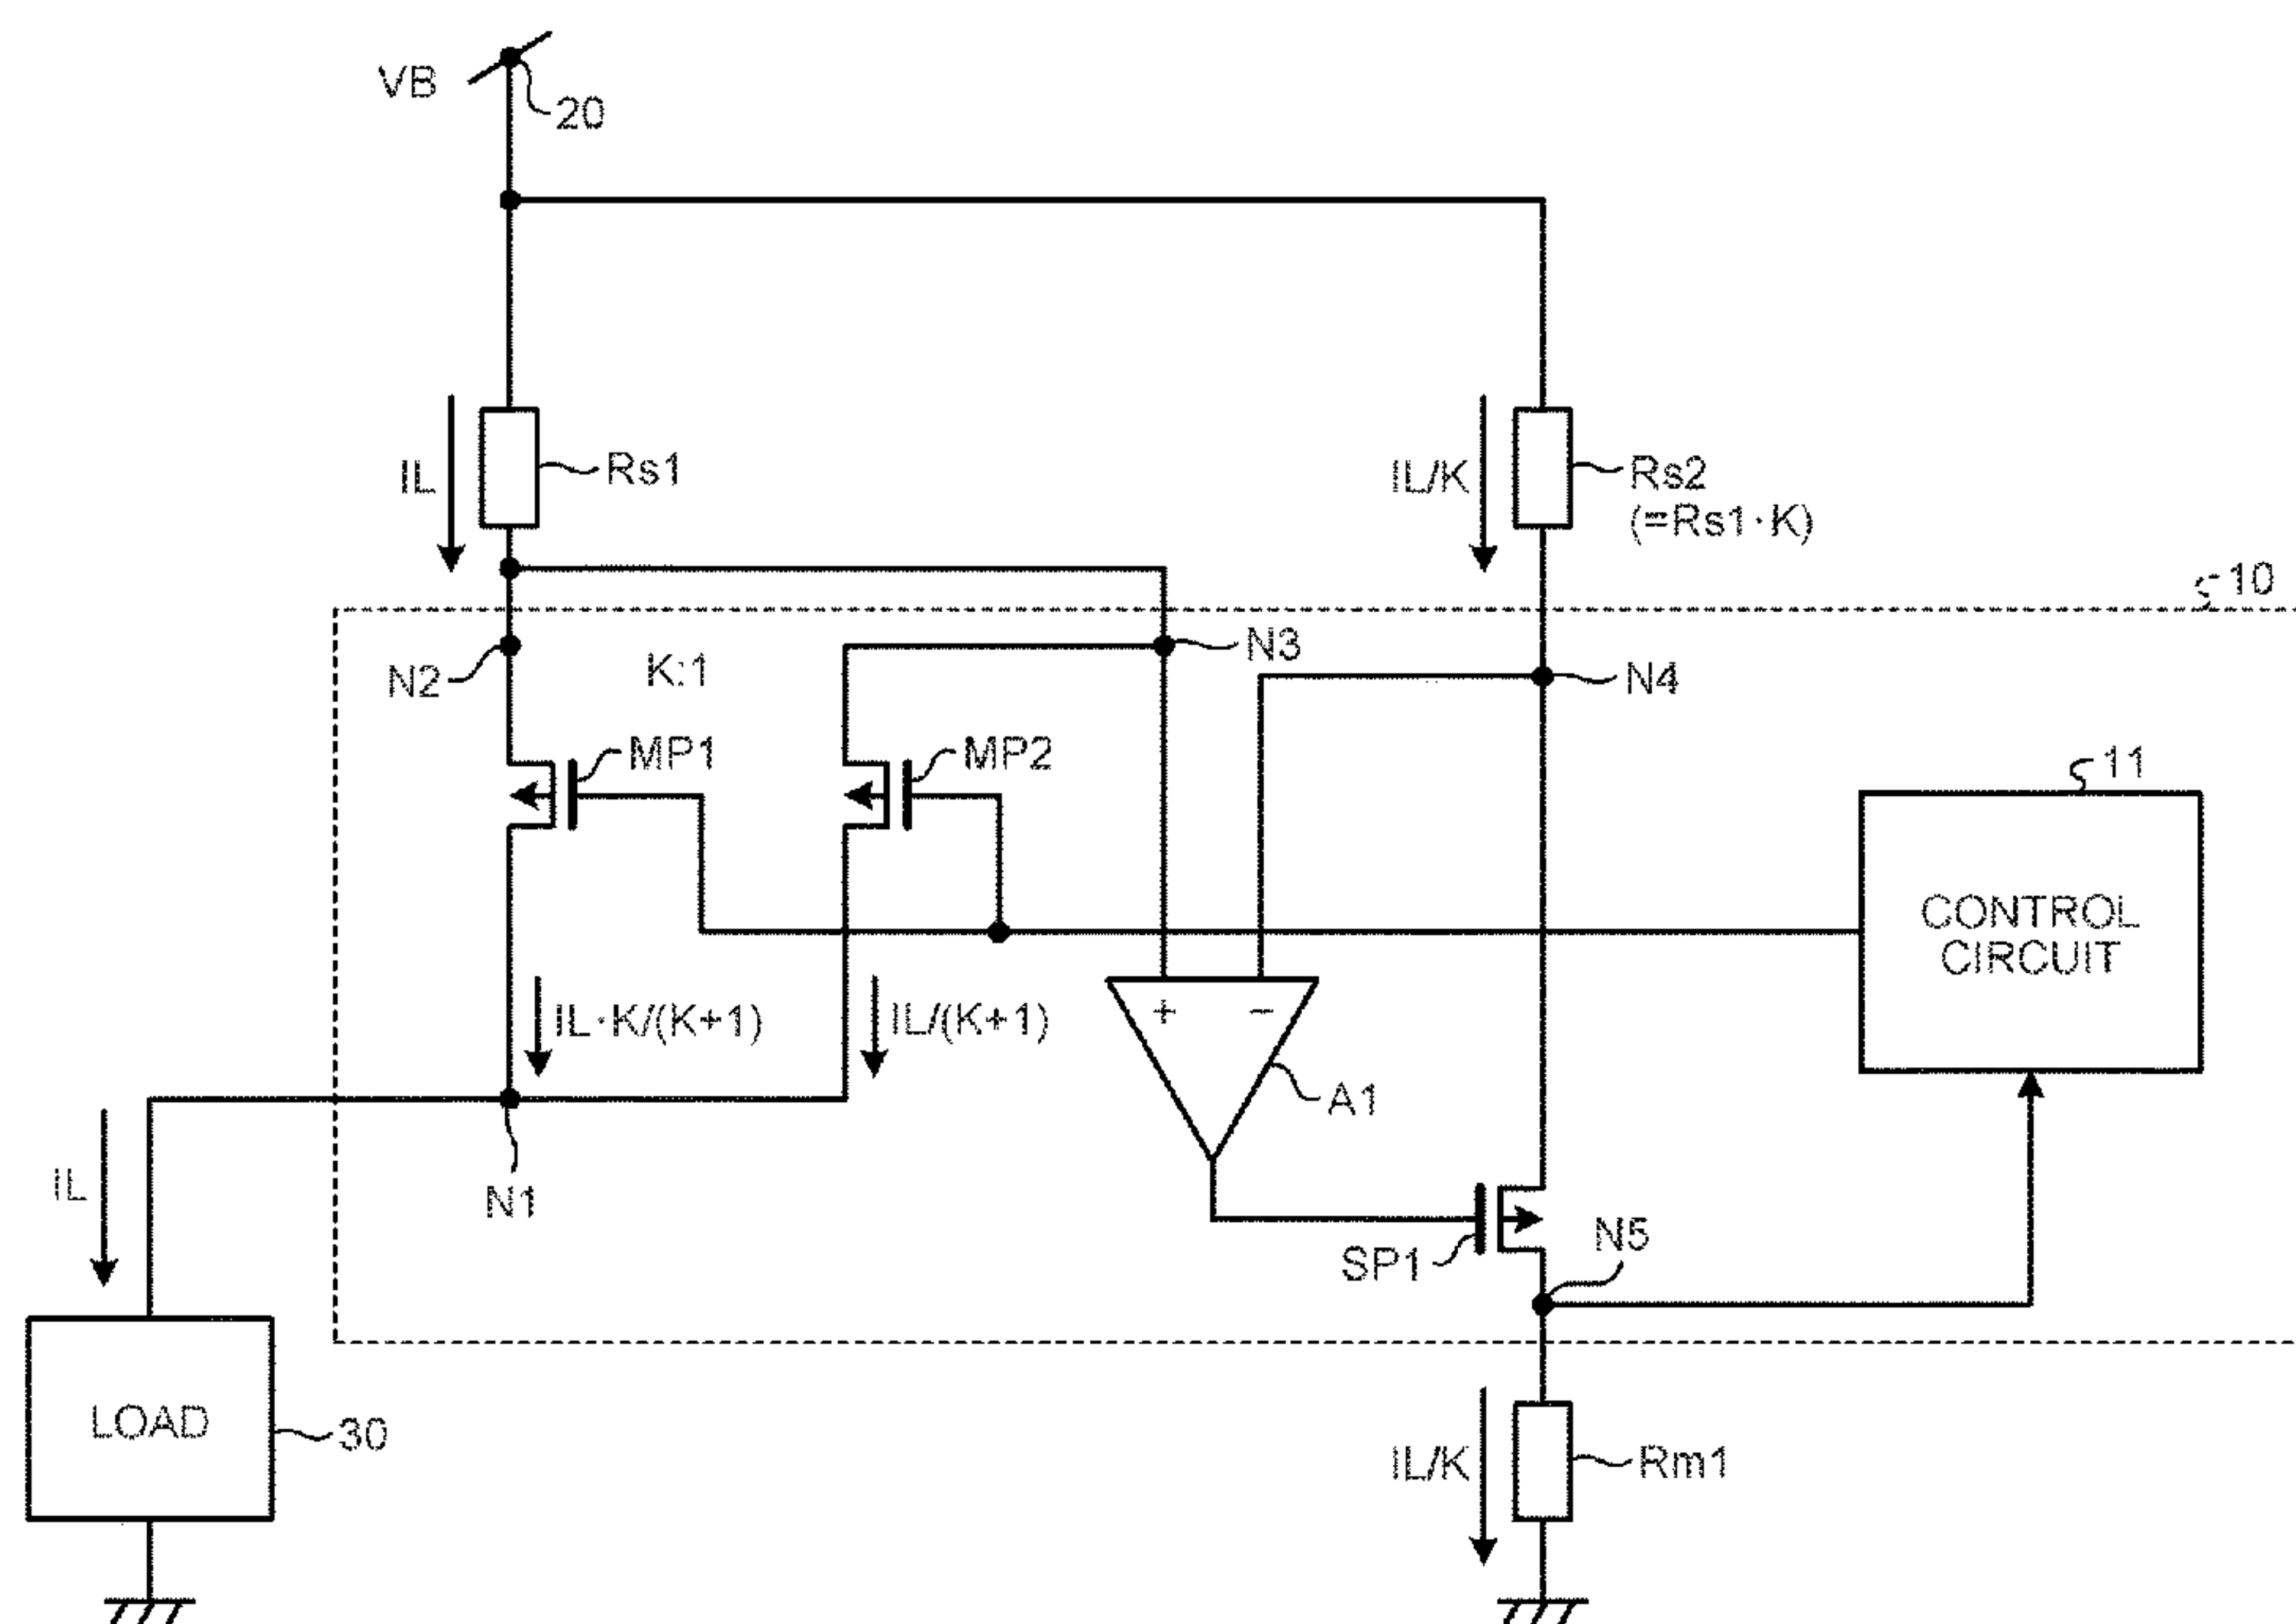 VB
20
IL
Rs1
IL/K
Rs2
(=Rs1·K)
10
N2
K:1
N3
N4
MP1
MP2
11
CONTROL
CIRCUIT
IL·K/(K+1)
IL/(K+1)
+
−
A1
IL
N1
SP1
N5
LOAD
30
IL/K
Rm1